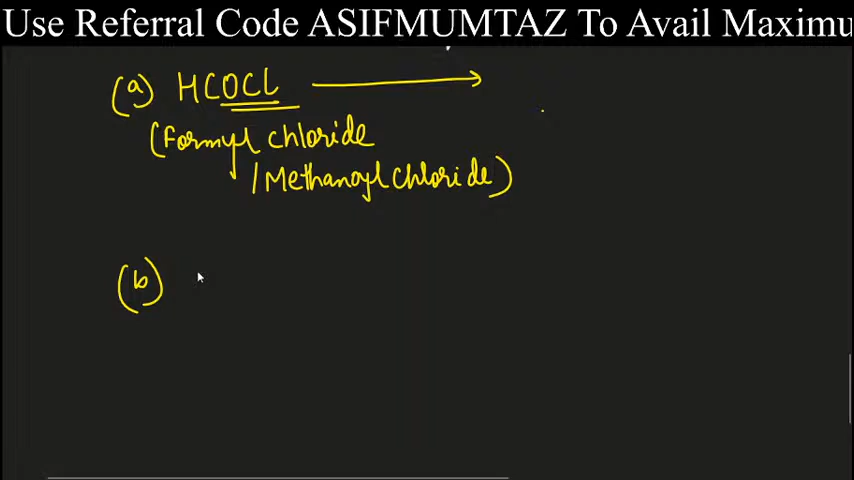 Use Referral Code ASIFMUMTAZ To Avail Maximu
(a) HCOCl ⟶
(Formyl chloride
/Methanoyl chloride)
(b)